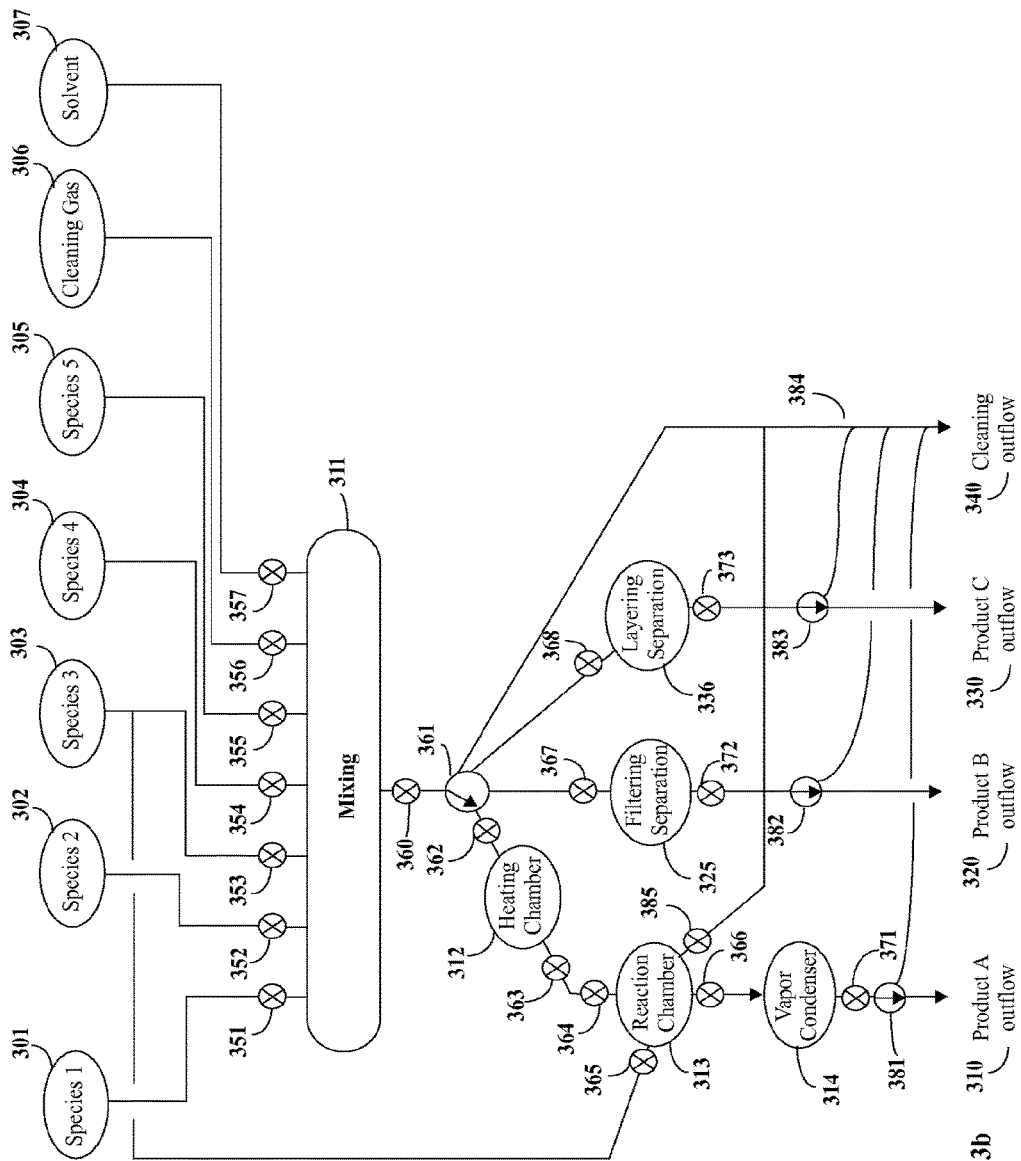 301
302
303
304
305
306
307
Species 1
Species 2
Species 3
Species 4
Species 5
Cleaning Gas
Solvent
351
352
353
354
355
356
357
Mixing
311
360
361
362
367
368
Heating
Chamber
312
363
364
365
Reaction
Chamber
313
385
366
Filtering
Separation
325
372
Layering
Separation
336
373
Vapor
Condenser
314
371
381
382
383
384
3b
310 Product A
outflow
320 Product B
outflow
330 Product C
outflow
340 Cleaning
outflow